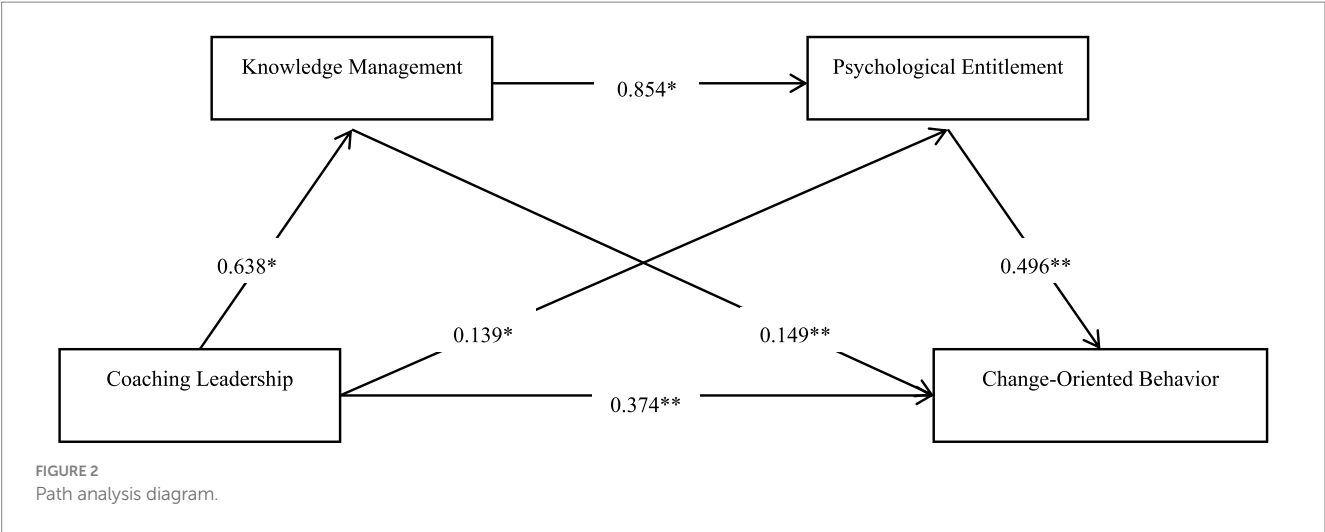 Knowledge Management
Psychological Entitlement
0.854*
0.638*
0.496**
0.139*
0.149**
Coaching Leadership
Change-Oriented Behavior
0.374**
FIGURE 2
Path analysis diagram.